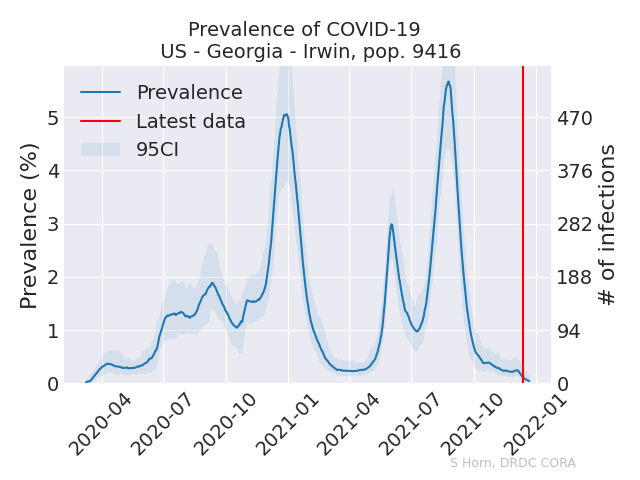 Prevalence of COVID-19
US - Georgia - Irwin, pop. 9416
Prevalence
Latest data
95CI
Prevalence (%)
5
4
3
2
1
0
470
376
282
188
94
0
# of infections
2020-04
2020-07
2020-10
2021-01
2021-04
2021-07
2021-10
2022-01
S Horn, DRDC CORA